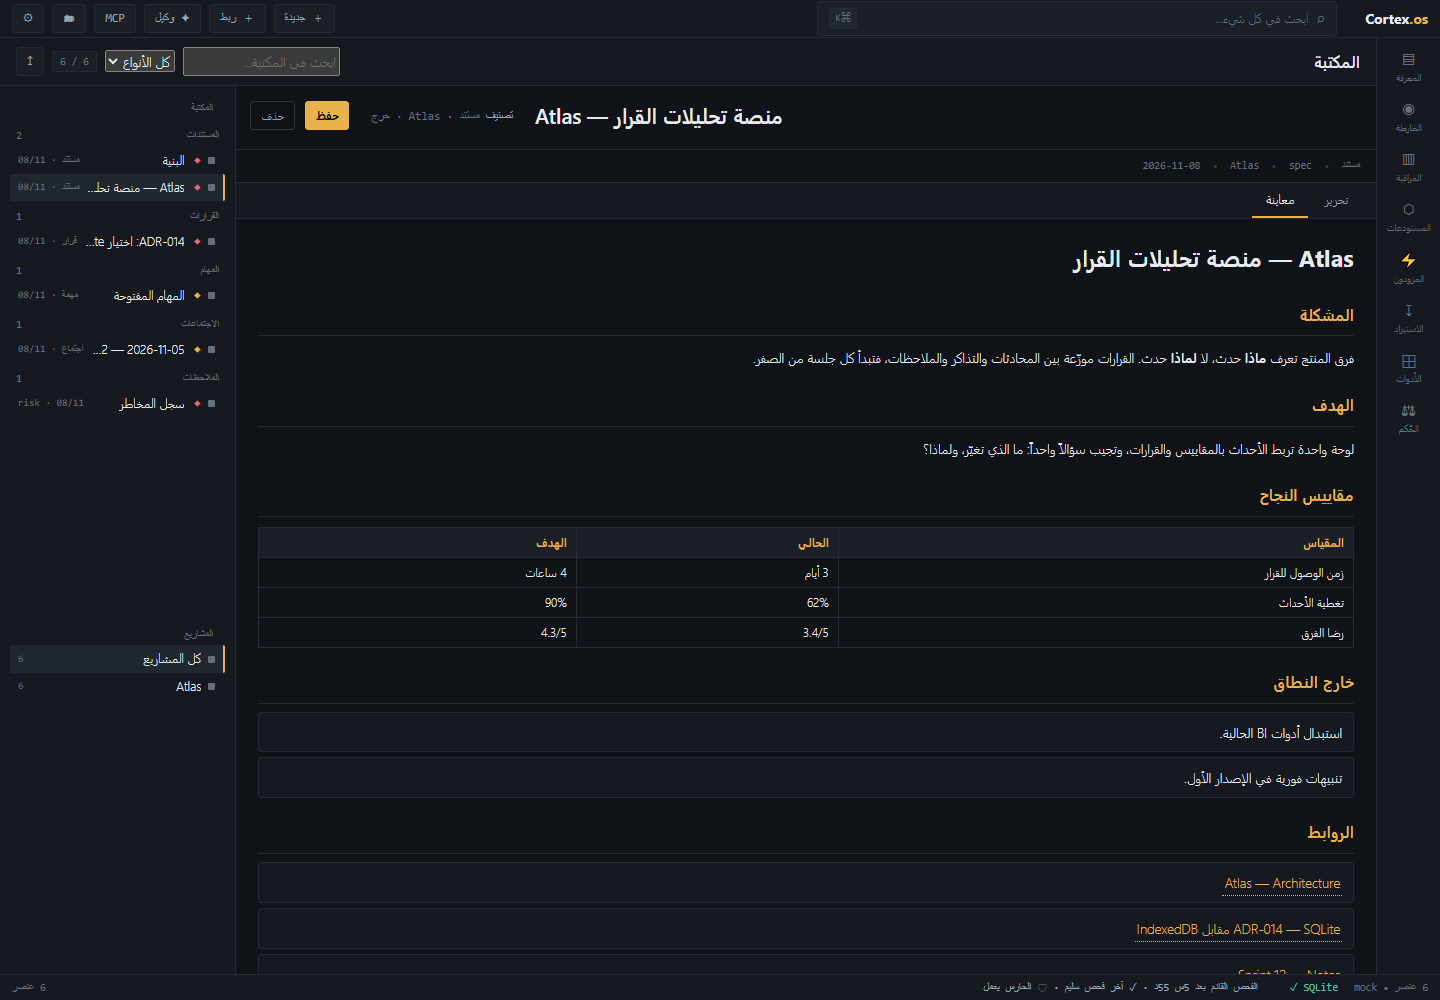 Cortex.os
ابحث في كل شيء...
⌘K
+ جديدة
+ ربط
✦ وكيل
MCP
المكتبة
ابحث في المكتبة...
كل الأنواع
6 / 6
المعرفة
الخارطة
المراقبة
المستودعات
المزودون
الاستيراد
الأدوات
الحُكم
Atlas — منصة تحليلات القرار
تصنيف مستند · Atlas · حرج
حفظ
حذف
مستند • spec • Atlas • 2026-11-08
تحرير
معاينة
Atlas — منصة تحليلات القرار
المشكلة
فرق المنتج تعرف ماذا حدث، لا لماذا حدث. القرارات موزّعة بين المحادثات والتذاكر والملاحظات، فتبدأ كل جلسة من الصفر.
الهدف
لوحة واحدة تربط الأحداث بالمقاييس والقرارات، وتجيب سؤالاً واحداً: ما الذي تغيّر، ولماذا؟
مقاييس النجاح
المقياس الحالي الهدف
زمن الوصول للقرار 3 أيام 4 ساعات
تغطية الأحداث 62% 90%
رضا الفرق 3.4/5 4.3/5
خارج النطاق
استبدال أدوات BI الحالية.
تنبيهات فورية في الإصدار الأول.
الروابط
Atlas — Architecture
ADR-014 — SQLite مقابل IndexedDB
Sprint 12 — Notes
المكتبة
المستندات 2
البنية مستند · 08/11
Atlas — منصة تحلـ... مستند · 08/11
القرارات 1
ADR-014: اختيار te... قرار · 08/11
المهام 1
المهام المفتوحة مهمة · 08/11
الاجتماعات 1
2026-11-05 — 2... اجتماع · 08/11
الملاحظات 1
سجل المخاطر risk · 08/11
المشاريع
كل المشاريع 6
Atlas 6
6 عنصر • mock
✓ SQLite
الفحص القادم بعد 5س 55د · ✓ آخر فحص سليم · الحارس يعمل
6 عنصر